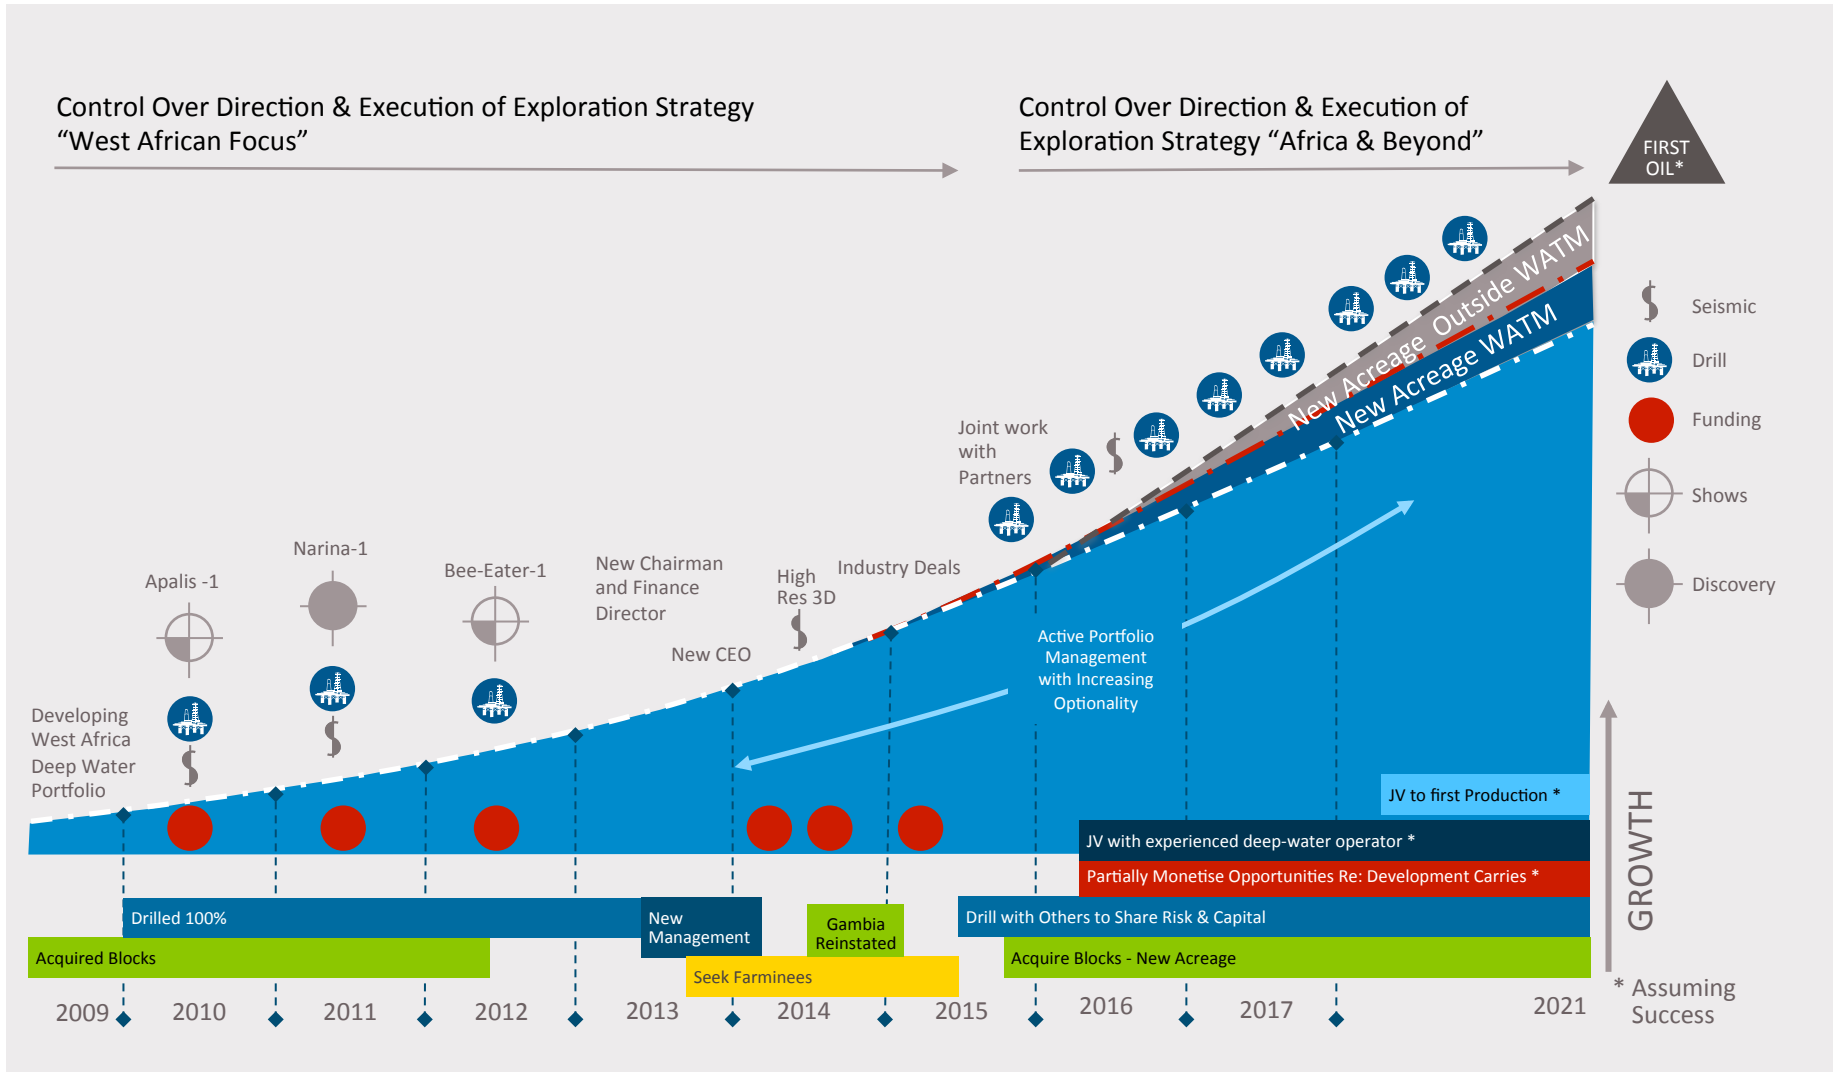 Control Over Direction & Execution of Exploration Strategy
“West African Focus”
Control Over Direction & Execution of
Exploration Strategy “Africa & Beyond”
FIRST
OIL*
New Acreage Outside WATM
New Acreage WATM
Seismic
Drill
Funding
Shows
Discovery
Joint work
with
Partners
Narina-1
Apalis -1
Bee-Eater-1
New Chairman
and Finance
Director
High
Res 3D
Industry Deals
New CEO
Developing
West Africa
Deep Water
Portfolio
Active Portfolio
Management
with Increasing
Optionality
JV to first Production *
JV with experienced deep-water operator *
Partially Monetise Opportunities Re: Development Carries *
Drilled 100%
New
Management
Gambia
Reinstated
Drill with Others to Share Risk & Capital
Acquired Blocks
Seek Farminees
Acquire Blocks - New Acreage
GROWTH
2009
2010
2011
2012
2013
2014
2015
2016
2017
2021
* Assuming
Success